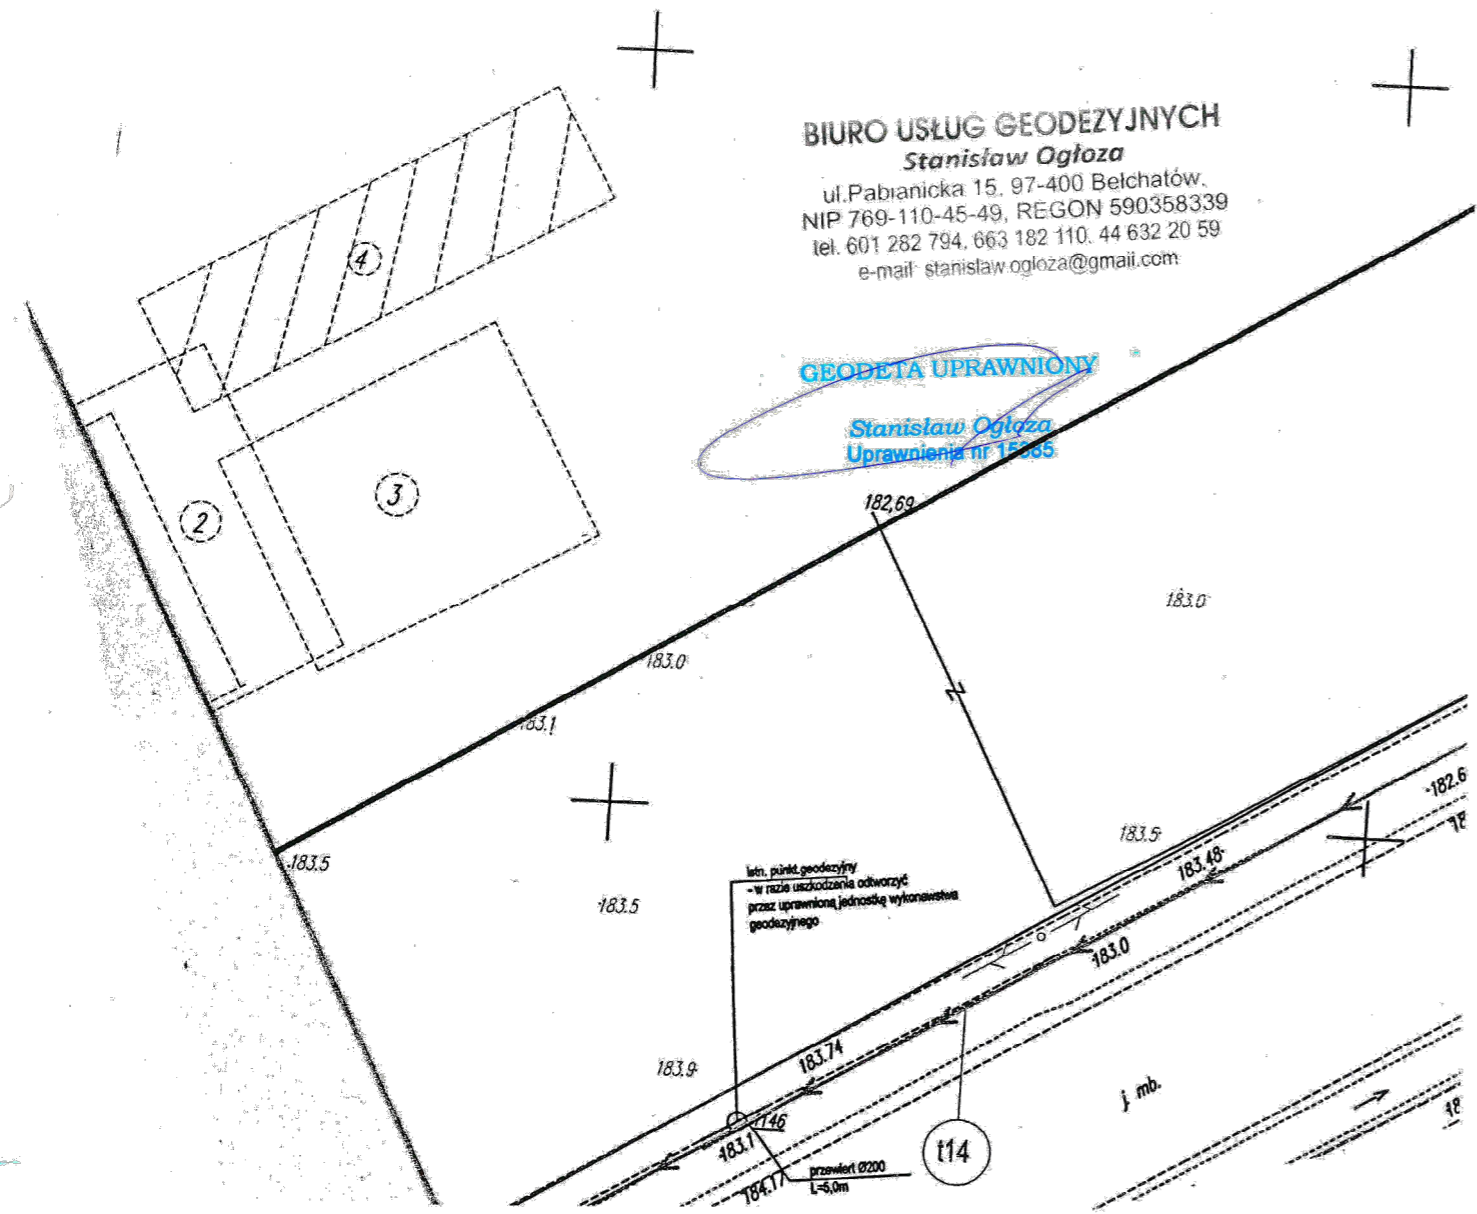 BIURO USŁUG GEODEZYJNYCH
Stanisław Ogłoza
ul.Pabianicka 15, 97-400 Bełchatów,
NIP 769-110-45-49, REGON 590358339
tel. 601 282 794, 663 182 110, 44 632 20 59
e-mail stanislaw.ogloza@gmail.com
4
GEODETA UPRAWNIONY
Stanisław Ogłoza
Uprawnienia nr
3
2
182,69
183.0
183.0
183.1
182.6
183.5
183.5
183.48
istn. punkt geodezyjny
- w razie uszkodzenia odtworzyć
przez uprawnioną jednostkę wykonawstwa
geodezyjnego
183.5
183.0
183.74
183.9
j. mb.
183.1
t14
przewiert Ø200
L=5,0m
184.17
18